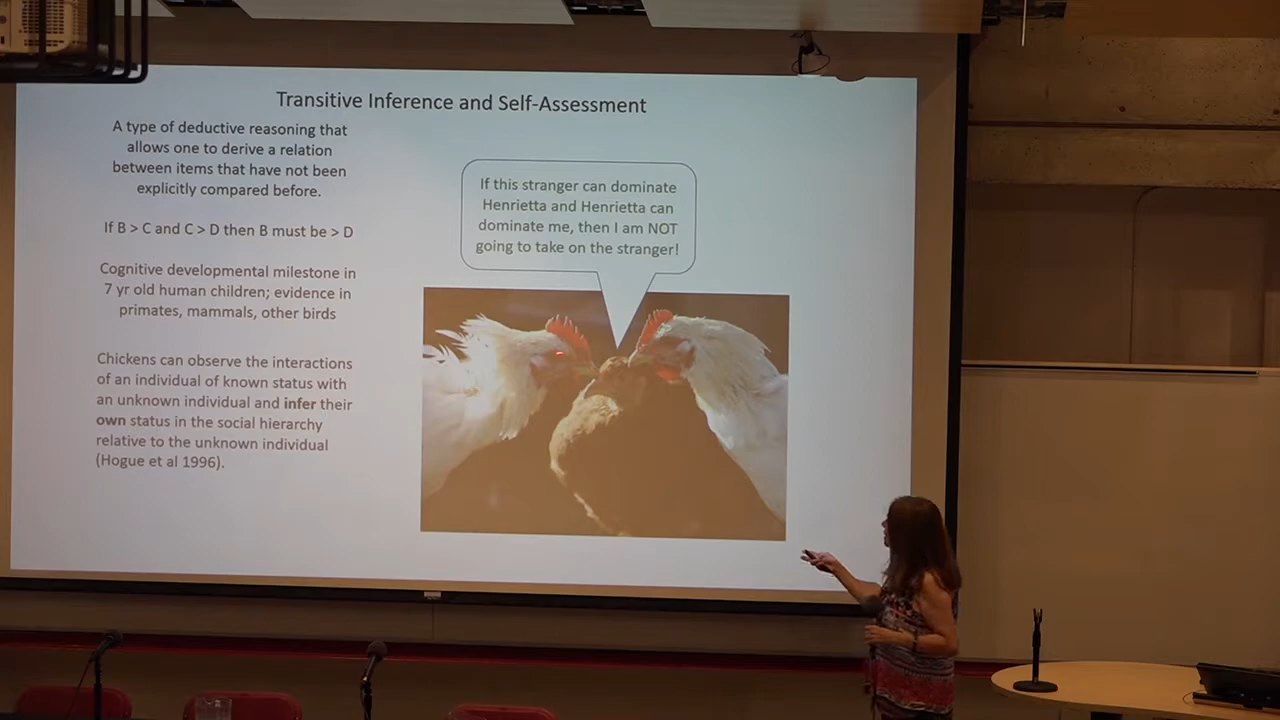 Transitive Inference and Self-Assessment
A type of deductive reasoning that
allows one to derive a relation
between items that have not been
explicitly compared before.
If B > C and C > D then B must be > D
Cognitive developmental milestone in
7 yr old human children; evidence in
primates, mammals, other birds
Chickens can observe the interactions
of an individual of known status with
an unknown individual and infer their
own status in the social hierarchy
relative to the unknown individual
(Hogue et al 1996).
If this stranger can dominate
Henrietta and Henrietta can
dominate me, then I am NOT
going to take on the stranger!